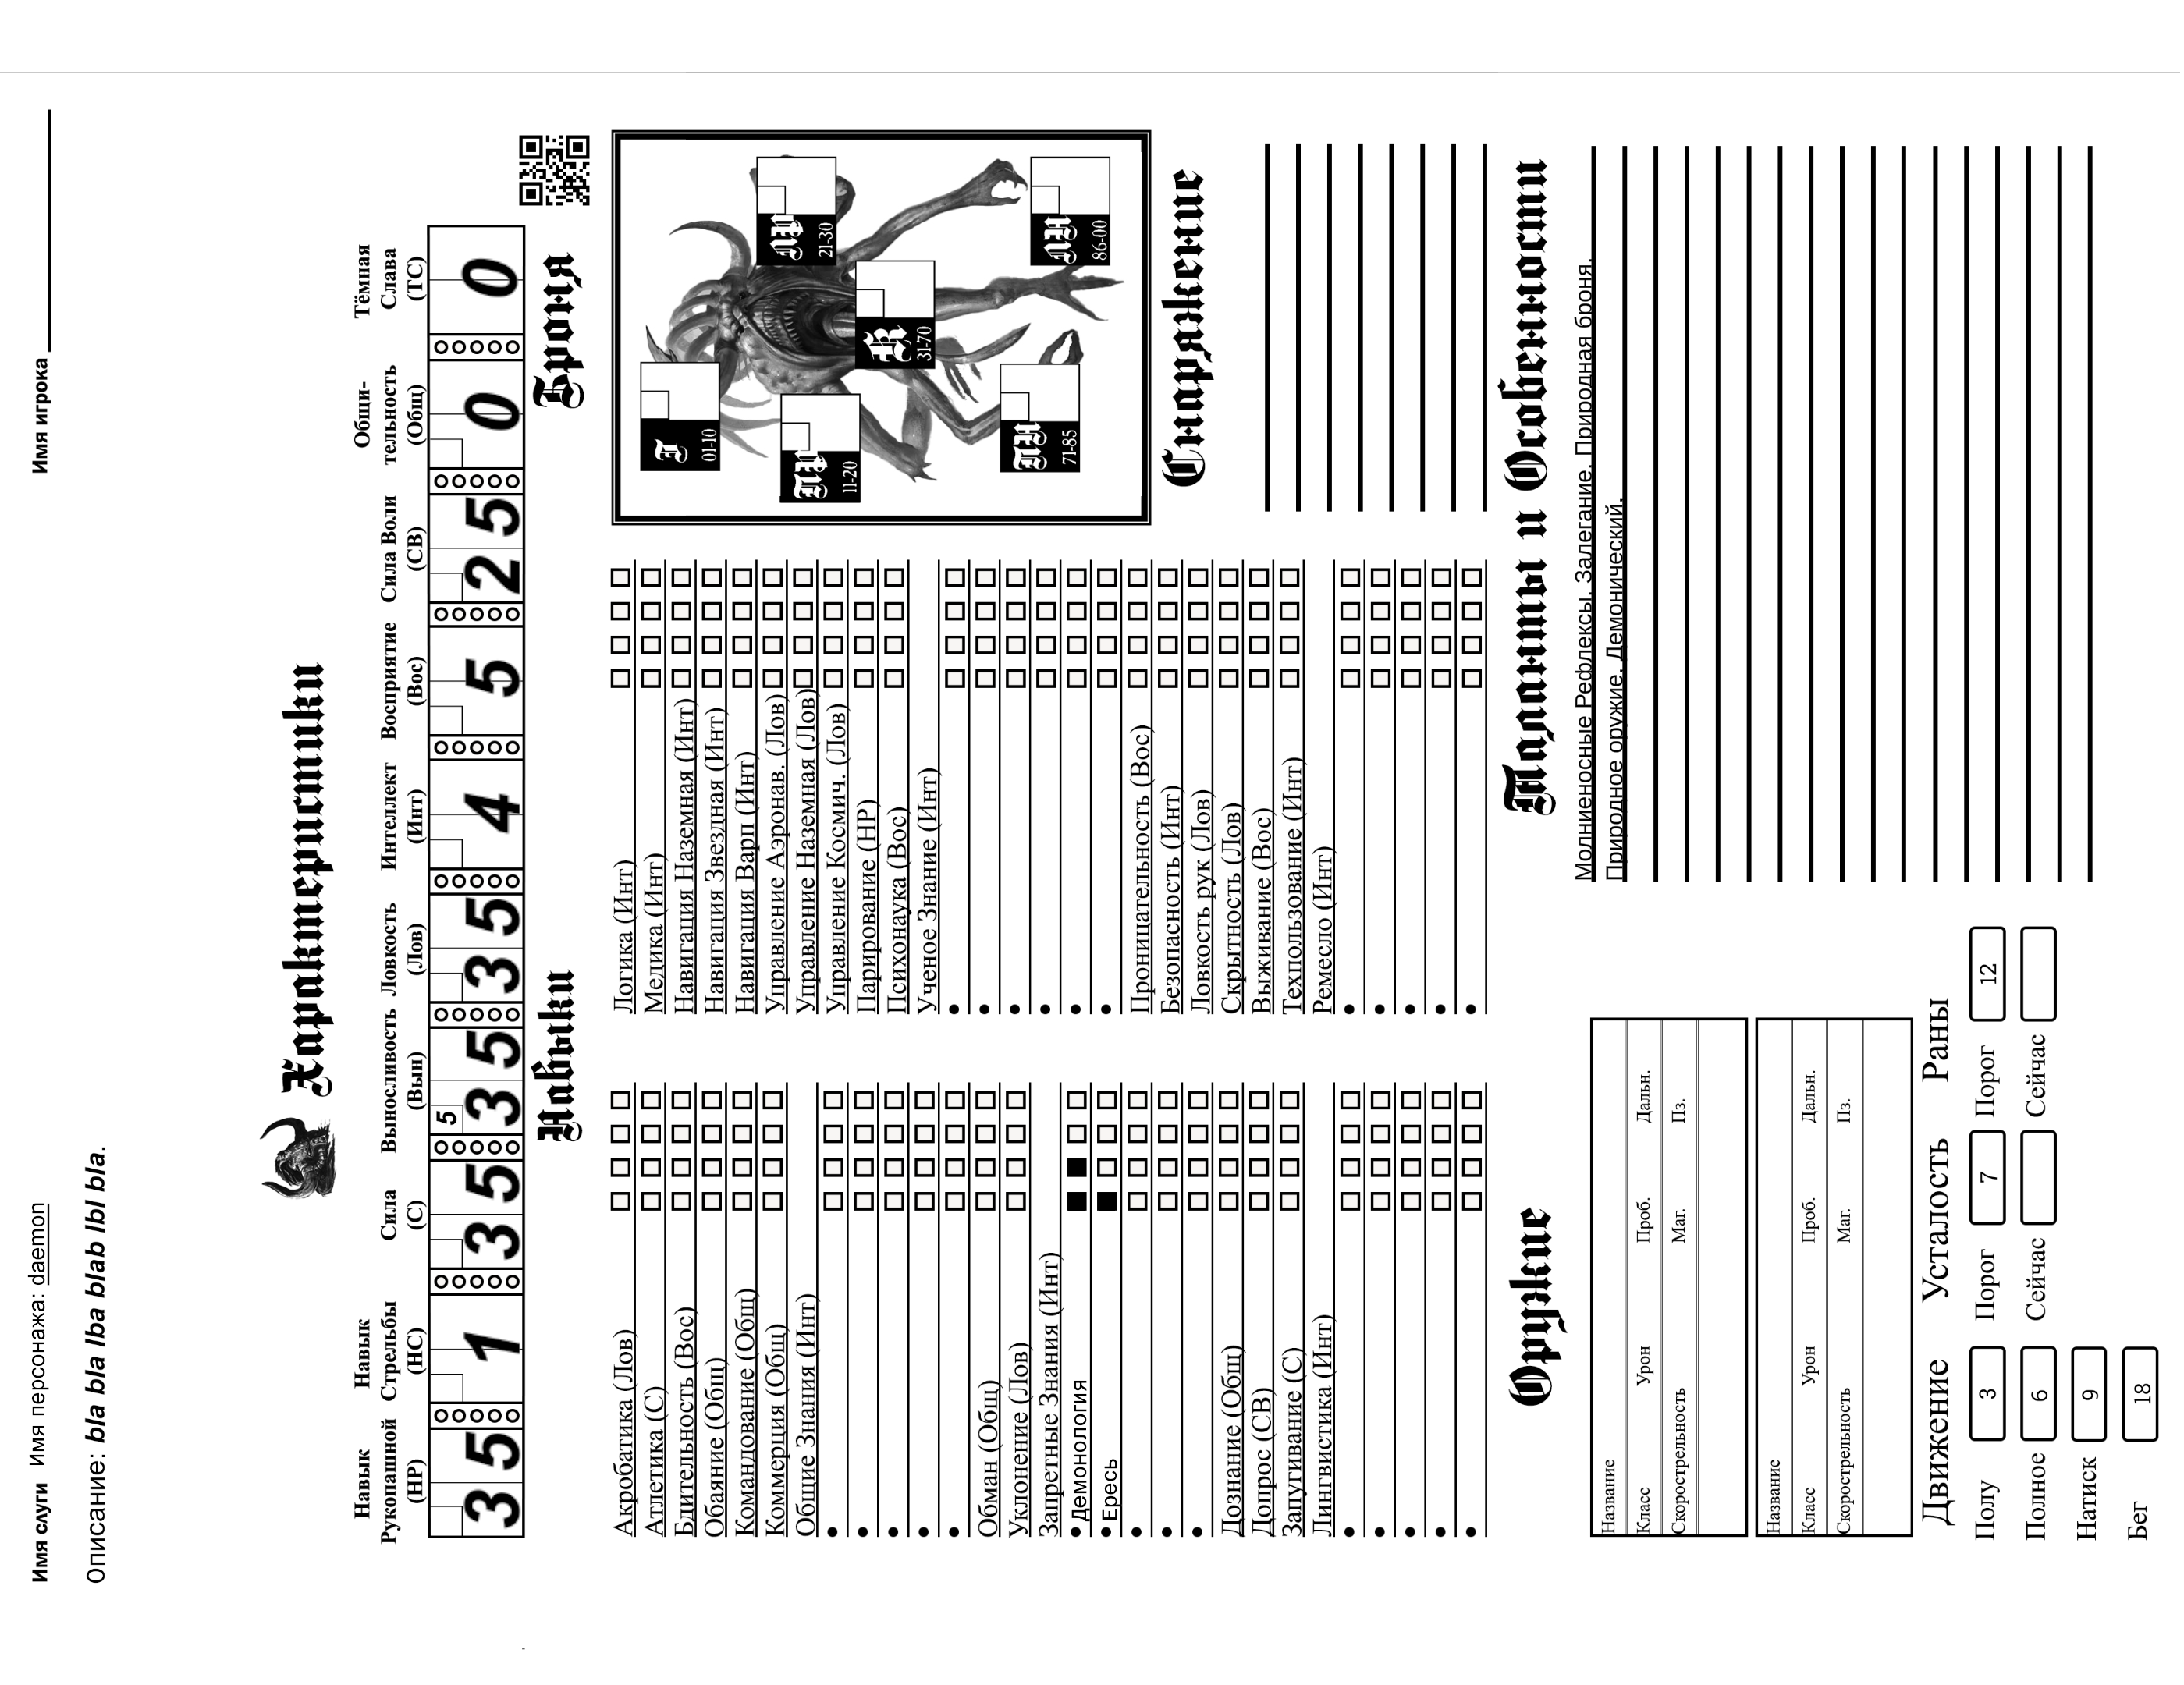 Имя слуги Имя персонажа: daemon Имя игрока
Описание: bla bla lba blab lbl bla.
Характеристики
Навык Рукопашной (НР)
Навык Стрельбы (НС)
Сила (С)
Выносливость (Вын)
Ловкость (Лов)
Интеллект (Инт)
Восприятие (Вос)
Сила Воли (СВ)
Общи-тельность (Общ)
Тёмная Слава (ТС)
35 1 35 5 35 35 4 5 25 0 0
Навыки
Акробатика (Лов)
Атлетика (С)
Бдительность (Вос)
Обаяние (Общ)
Командование (Общ)
Коммерция (Общ)
Общие Знания (Инт)
•
•
•
•
•
Обман (Общ)
Уклонение (Лов)
Запретные Знания (Инт)
• Демонология
• Ересь
•
•
•
Дознание (Общ)
Допрос (СВ)
Запугивание (С)
Лингвистика (Инт)
•
•
•
•
•
Логика (Инт)
Медика (Инт)
Навигация Наземная (Инт)
Навигация Звездная (Инт)
Навигация Варп (Инт)
Управление Аэронав. (Лов)
Управление Наземная (Лов)
Управление Космич. (Лов)
Парирование (НР)
Психонаука (Вос)
Ученое Знание (Инт)
•
•
•
•
•
•
Проницательность (Вос)
Безопасность (Инт)
Ловкость рук (Лов)
Скрытность (Лов)
Выживание (Вос)
Техпользование (Инт)
Ремесло (Инт)
•
•
•
•
•
Броня
Г
01-10
ПР
11-20
ЛР
21-30
К
31-70
ПН
71-85
ЛН
86-00
Снаряжение
Оружие
Название
Класс Урон Проб. Дальн.
Скорострельность Маг. Пз.
Название
Класс Урон Проб. Дальн.
Скорострельность Маг. Пз.
Движение Усталость Раны
Полу 3 Порог 7 Порог 12
Полное 6 Сейчас Сейчас
Натиск 9
Бег 18
Таланты и Особенности
Молниеносные Рефлексы. Залегание. Природная броня.
Природное оружие. Демонический.